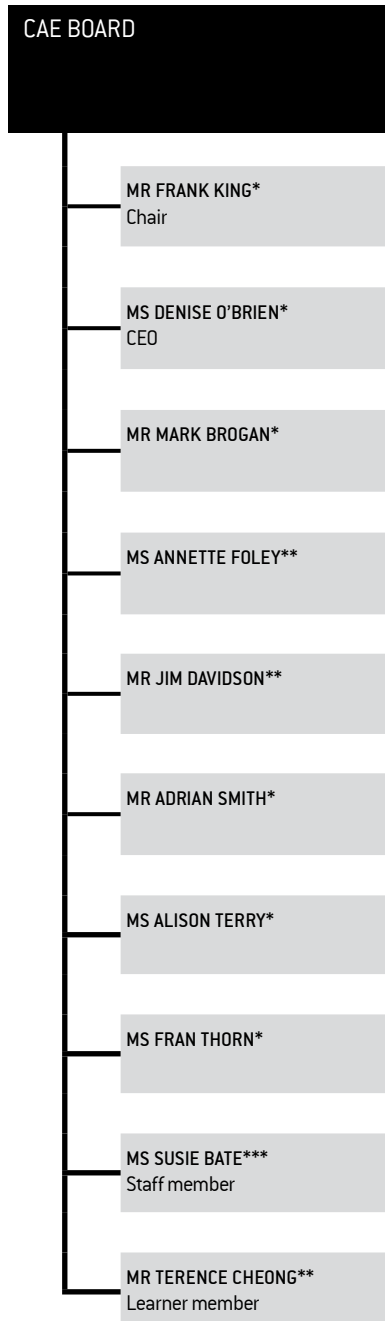 CAE BOARD
MR FRANK KING*
Chair
MS DENISE O’BRIEN*
CEO
MR MARK BROGAN*
MS ANNETTE FOLEY**
MR JIM DAVIDSON**
MR ADRIAN SMITH*
MS ALISON TERRY*
MS FRAN THORN*
MS SUSIE BATE***
Staff member
MR TERENCE CHEONG**
Learner member